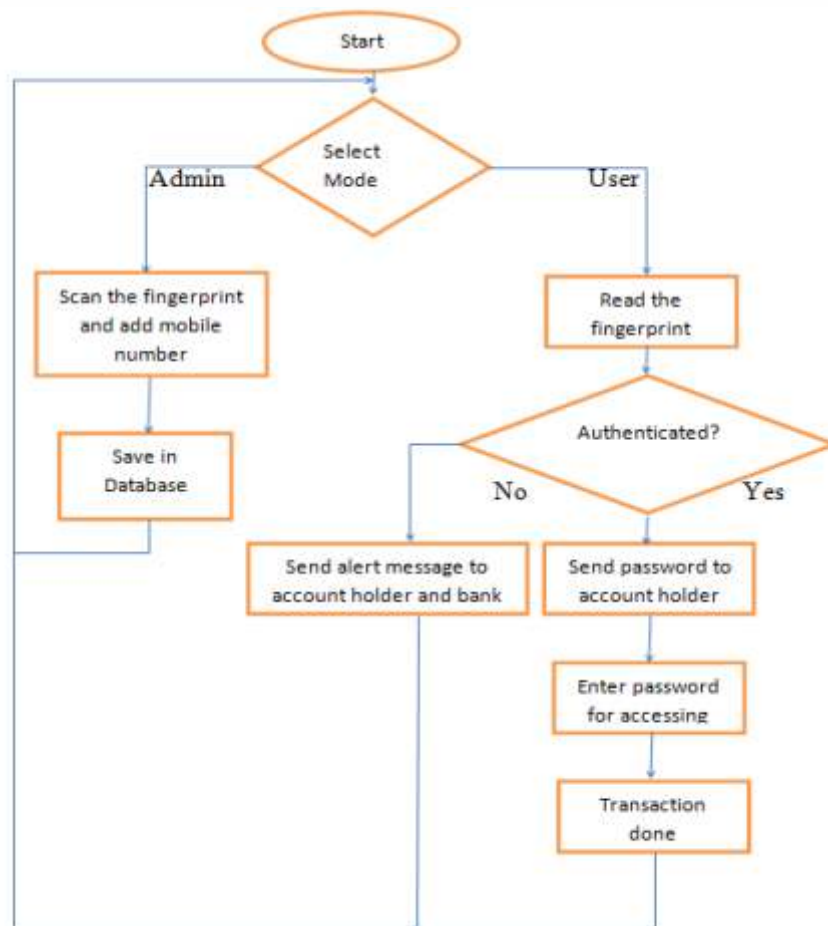 Start
Select
Mode
Admin
User
Scan the fingerprint
and add mobile
number
Read the
fingerprint
Save in
Database
Authenticated?
No
Yes
Send alert message to
account holder and bank
Send password to
account holder
Enter password
for accessing
Transaction
done